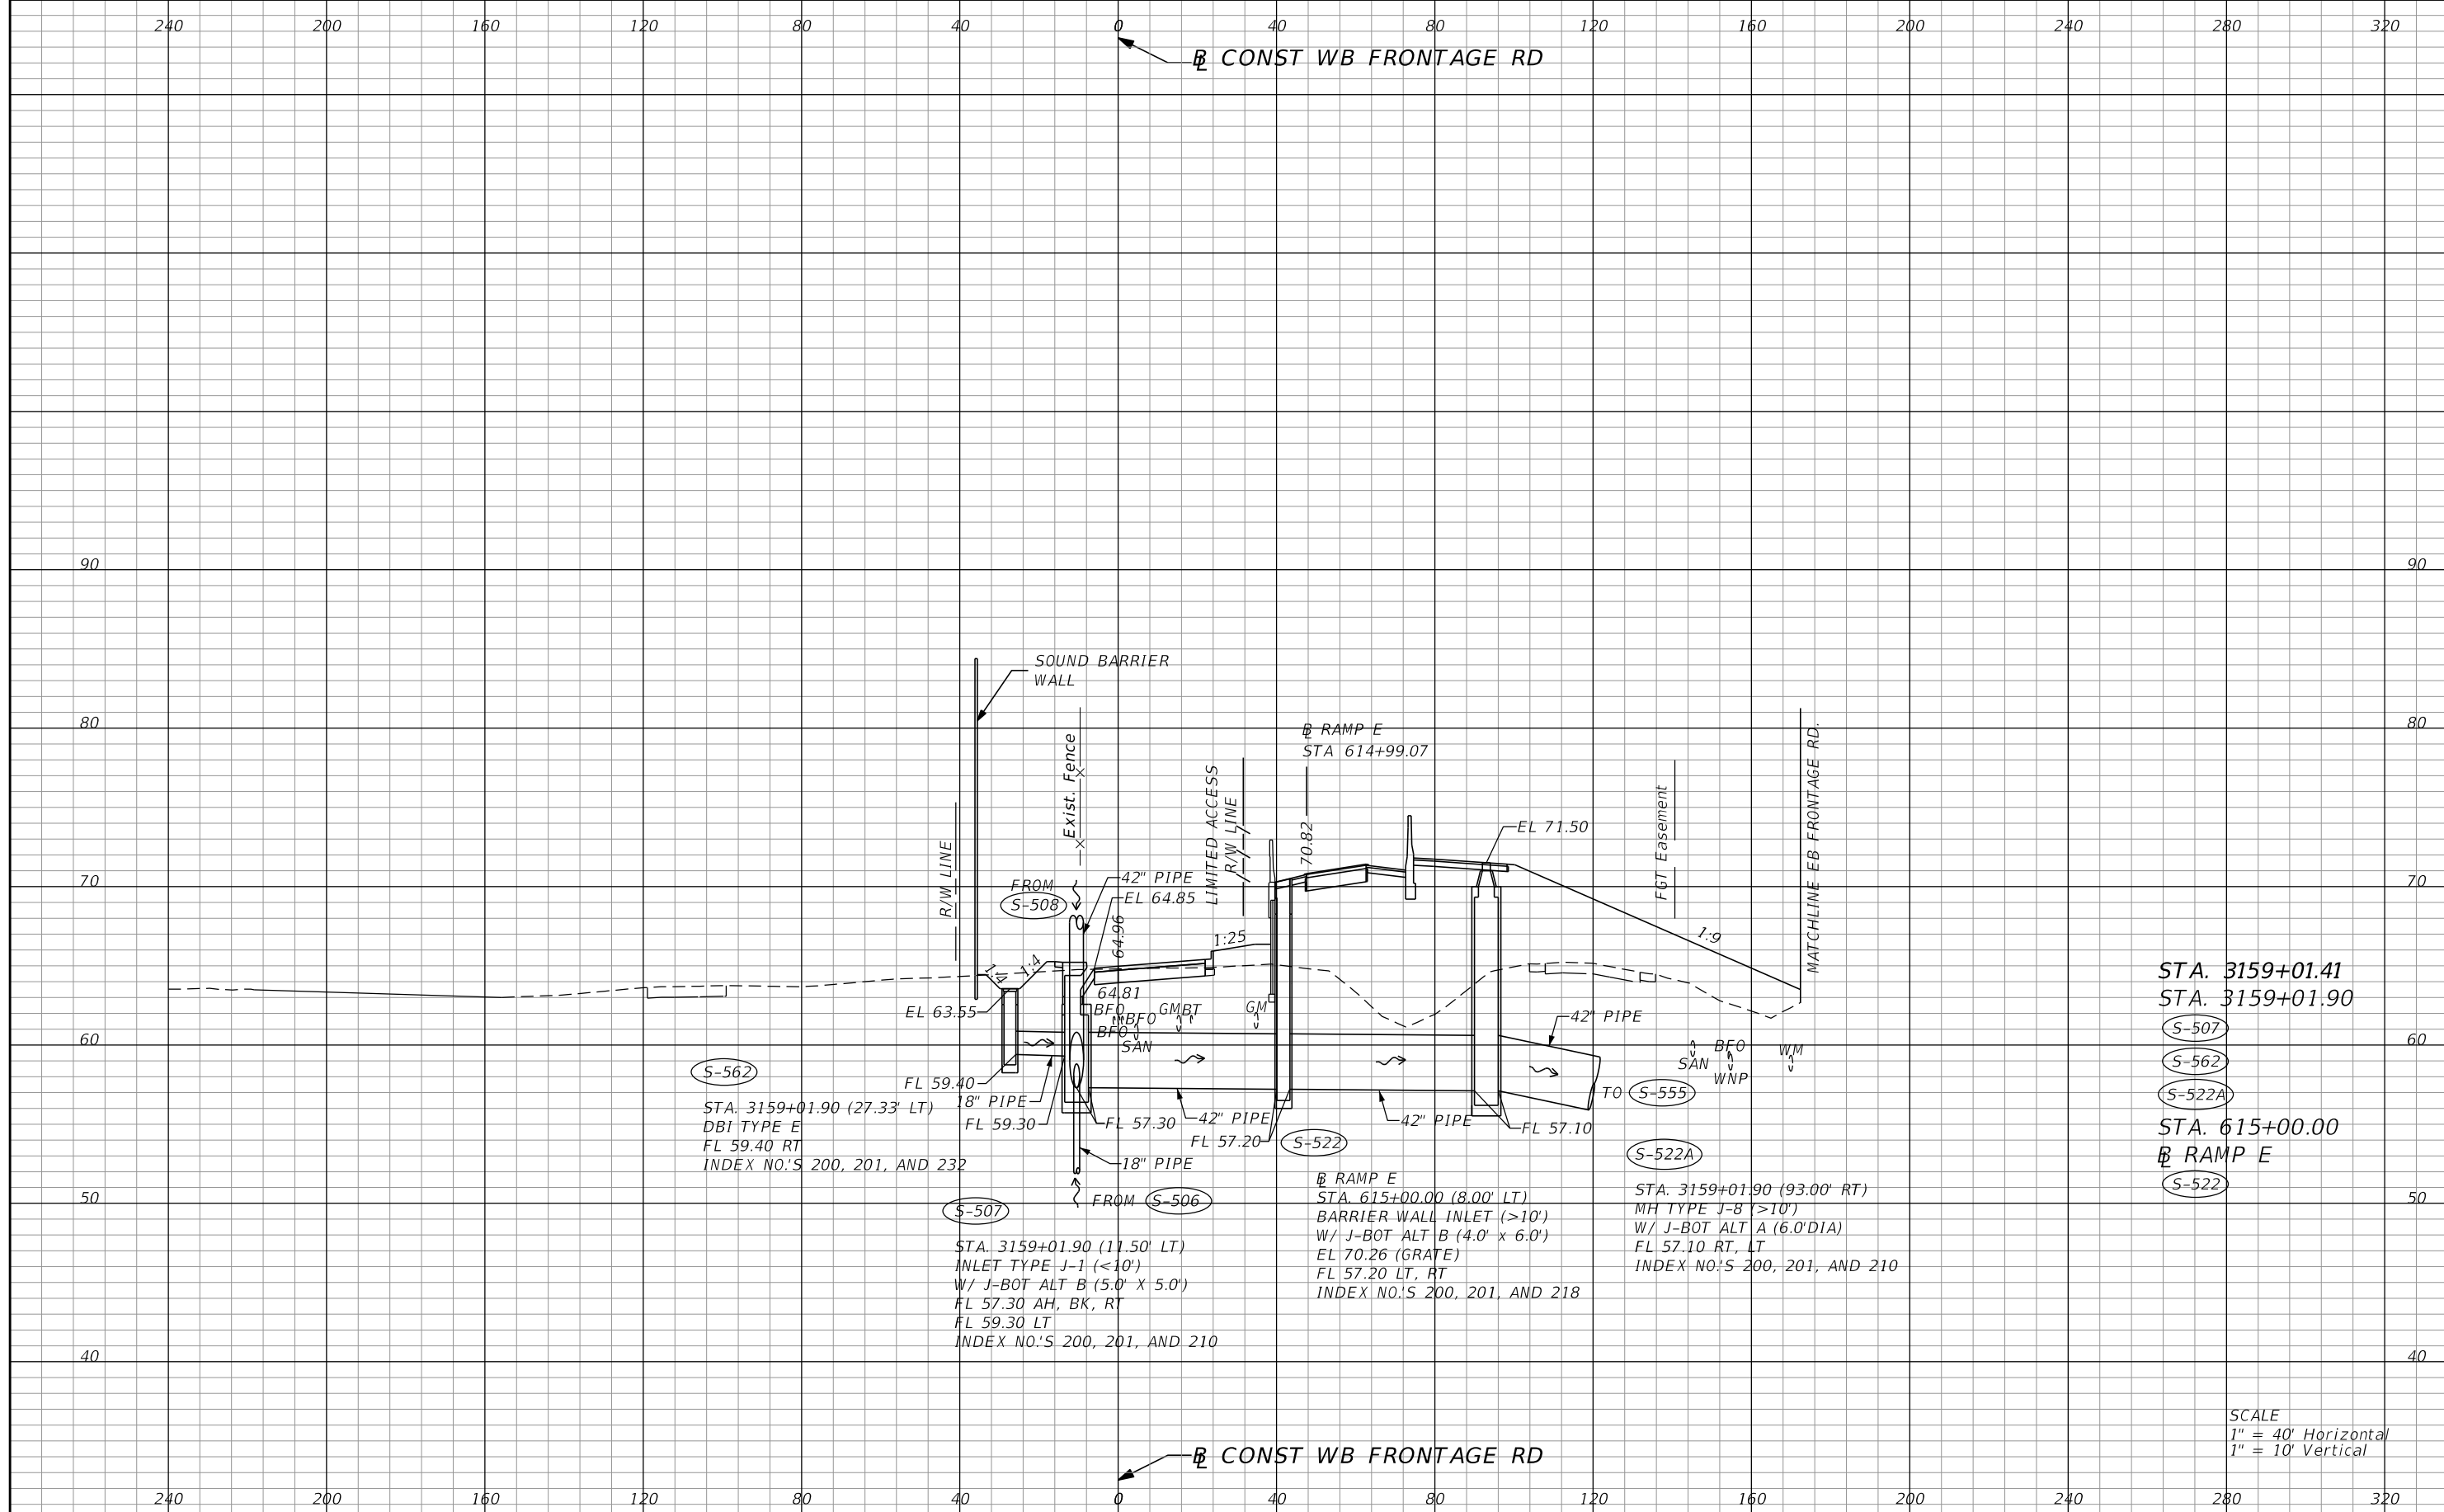 240 200 160 120 80 40 0 40 80 120 160 200 240 280 320
B CONST WB FRONTAGE RD
L
90 90
SOUND BARRIER
WALL
80 80
B RAMP E
L
STA 614+99.07
Exist. Fence
LIMITED ACCESS
R/W LINE
70.82
EL 71.50
FGT Easement
MATCHLINE EB FRONTAGE RD.
R/W LINE
70 70
FROM
S-508
42" PIPE
EL 64.85
64.96
1:25
1:9
1:4
1:4
64.81
EL 63.55
BFO
BFO
BFO
SAN
GM
BT
GM
42" PIPE
60 60
SAN
BFO
WNP
WM
STA. 3159+01.41
STA. 3159+01.90
S-507
S-562
S-522A
STA. 615+00.00
B RAMP E
L
S-522
S-562
STA. 3159+01.90 (27.33' LT)
DBI TYPE E
FL 59.40 RT
INDEX NO.'S 200, 201, AND 232
FL 59.40
18" PIPE
FL 59.30
FL 57.30
42" PIPE
FL 57.20
S-522
42" PIPE
FL 57.10
TO S-555
18" PIPE
FROM S-506
50 50
S-507
STA. 3159+01.90 (11.50' LT)
INLET TYPE J-1 (<10')
W/ J-BOT ALT B (5.0' X 5.0')
FL 57.30 AH, BK, RT
FL 59.30 LT
INDEX NO.'S 200, 201, AND 210
B RAMP E
L
STA. 615+00.00 (8.00' LT)
BARRIER WALL INLET (>10')
W/ J-BOT ALT B (4.0' x 6.0')
EL 70.26 (GRATE)
FL 57.20 LT, RT
INDEX NO.'S 200, 201, AND 218
S-522A
STA. 3159+01.90 (93.00' RT)
MH TYPE J-8 (>10')
W/ J-BOT ALT A (6.0'DIA)
FL 57.10 RT, LT
INDEX NO.'S 200, 201, AND 210
40 40
SCALE
1" = 40' Horizontal
1" = 10' Vertical
B CONST WB FRONTAGE RD
L
240 200 160 120 80 40 0 40 80 120 160 200 240 280 320